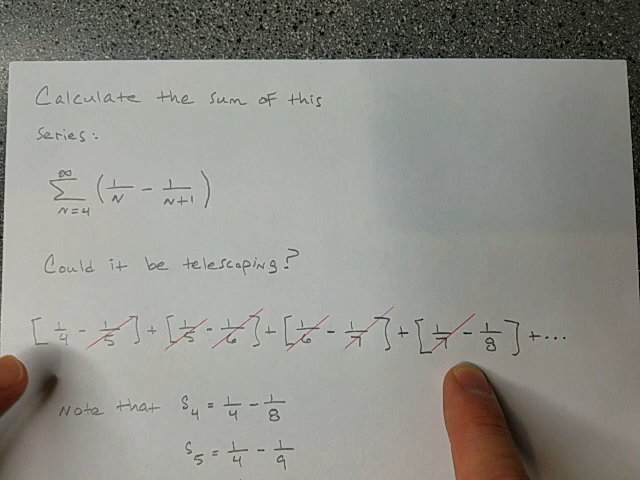 Calculate the sum of this
series:
∞
∑ (1/N - 1/N+1)
N=4
Could it be telescoping?
[1/4 - 1/5] + [1/5 - 1/6] + [1/6 - 1/7] + [1/7 - 1/8] + ...
Note that S₄ = 1/4 - 1/8
S₅ = 1/4 - 1/9